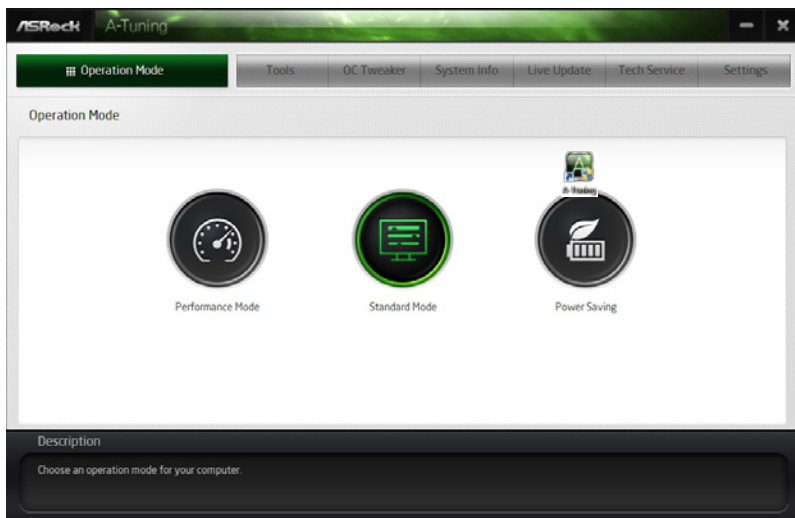 ASRock A-Tuning
Operation Mode Tools OC Tweaker System Info Live Update Tech Service Settings
Operation Mode
A-Tuning
Performance Mode Standard Mode Power Saving
Description
Choose an operation mode for your computer.